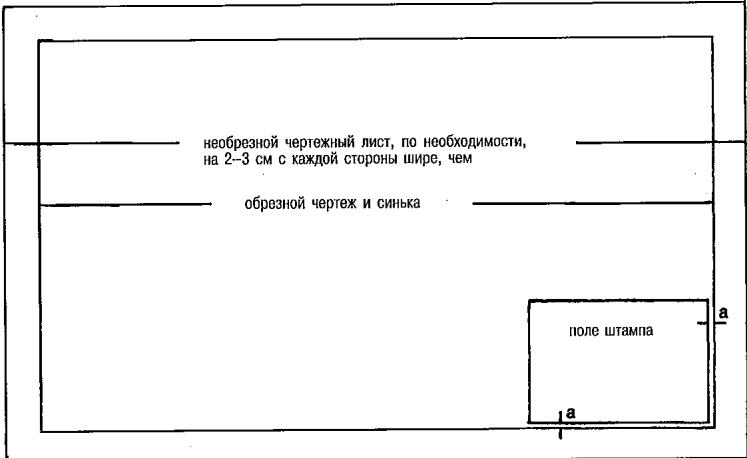 необрезной чертежный лист, по необходимости,
на 2–3 см с каждой стороны шире, чем
обрезной чертеж и синька
а
поле штампа
а